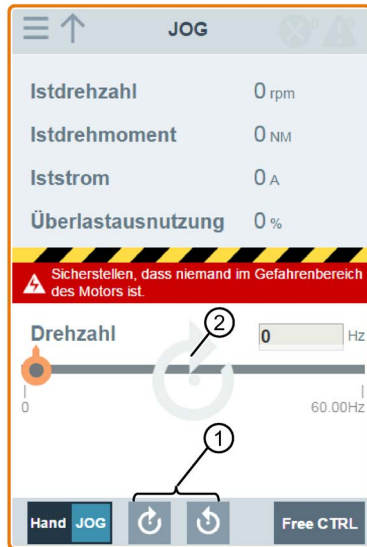 JOG
Istdrehzahl 0 rpm
Istdrehmoment 0 NM
Iststrom 0 A
Überlastausnutzung 0 %
Sicherstellen, dass niemand im Gefahrenbereich
des Motors ist.
2
Drehzahl 0 Hz
0 60.00Hz
1
Hand JOG Free CTRL